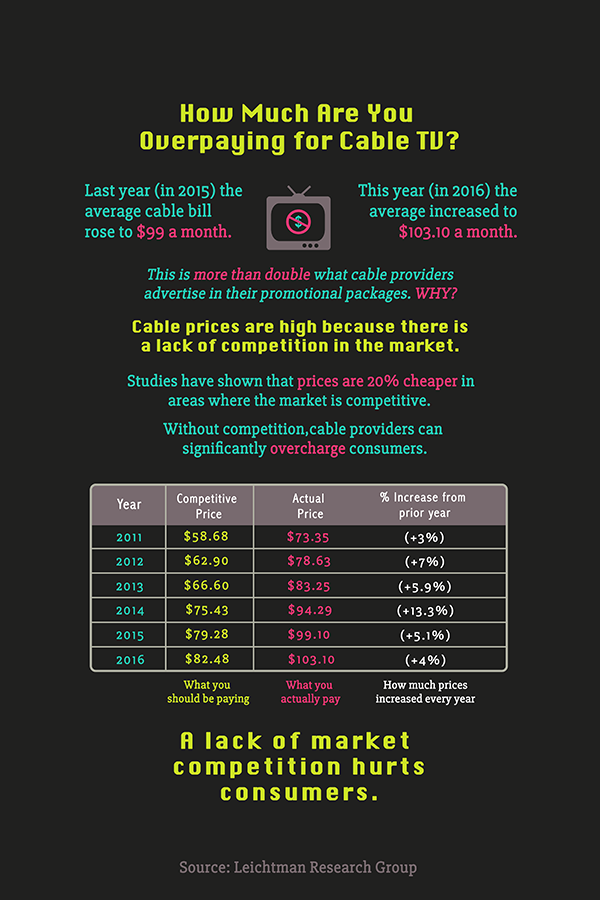 How Much Are You
Overpaying for Cable TV?
Last year (in 2015) the
average cable bill
rose to $99 a month.
$
This year (in 2016) the
average increased to
$103.10 a month.
This is more than double what cable providers
advertise in their promotional packages. WHY?
Cable prices are high because there is
a lack of competition in the market.
Studies have shown that prices are 20% cheaper in
areas where the market is competitive.
Without competition,cable providers can
significantly overcharge consumers.
Year Competitive Price Actual Price % Increase from prior year
2011 $58.68 $73.35 (+3%)
2012 $62.90 $78.63 (+7%)
2013 $66.60 $83.25 (+5.9%)
2014 $75.43 $94.29 (+13.3%)
2015 $79.28 $99.10 (+5.1%)
2016 $82.48 $103.10 (+4%)
What you
should be paying
What you
actually pay
How much prices
increased every year
A lack of market
competition hurts
consumers.
Source: Leichtman Research Group